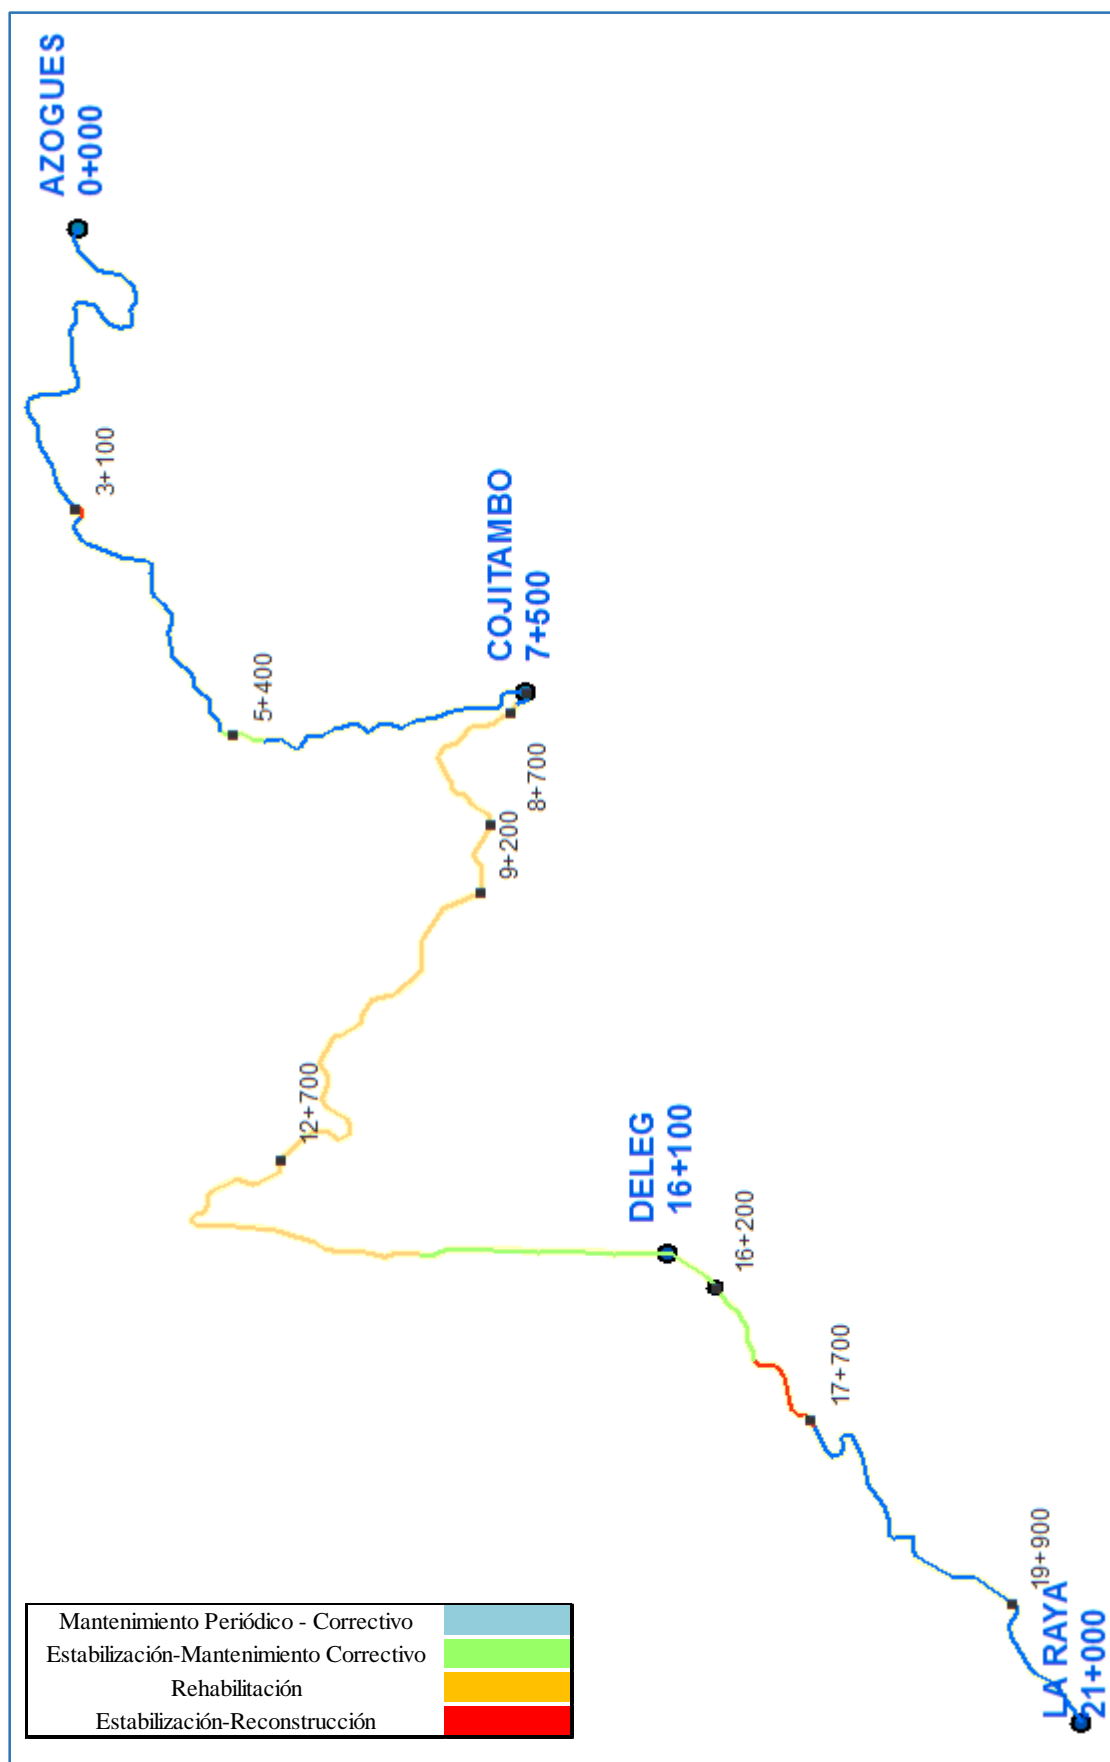 AZOGUES
0+000
3+100
5+400
COJITAMBO
7+500
8+700
9+200
12+700
DELEG
16+100
16+200
17+700
19+900
LA RAYA
21+000
Mantenimiento Periódico - Correctivo
Estabilización-Mantenimiento Correctivo
Rehabilitación
Estabilización-Reconstrucción